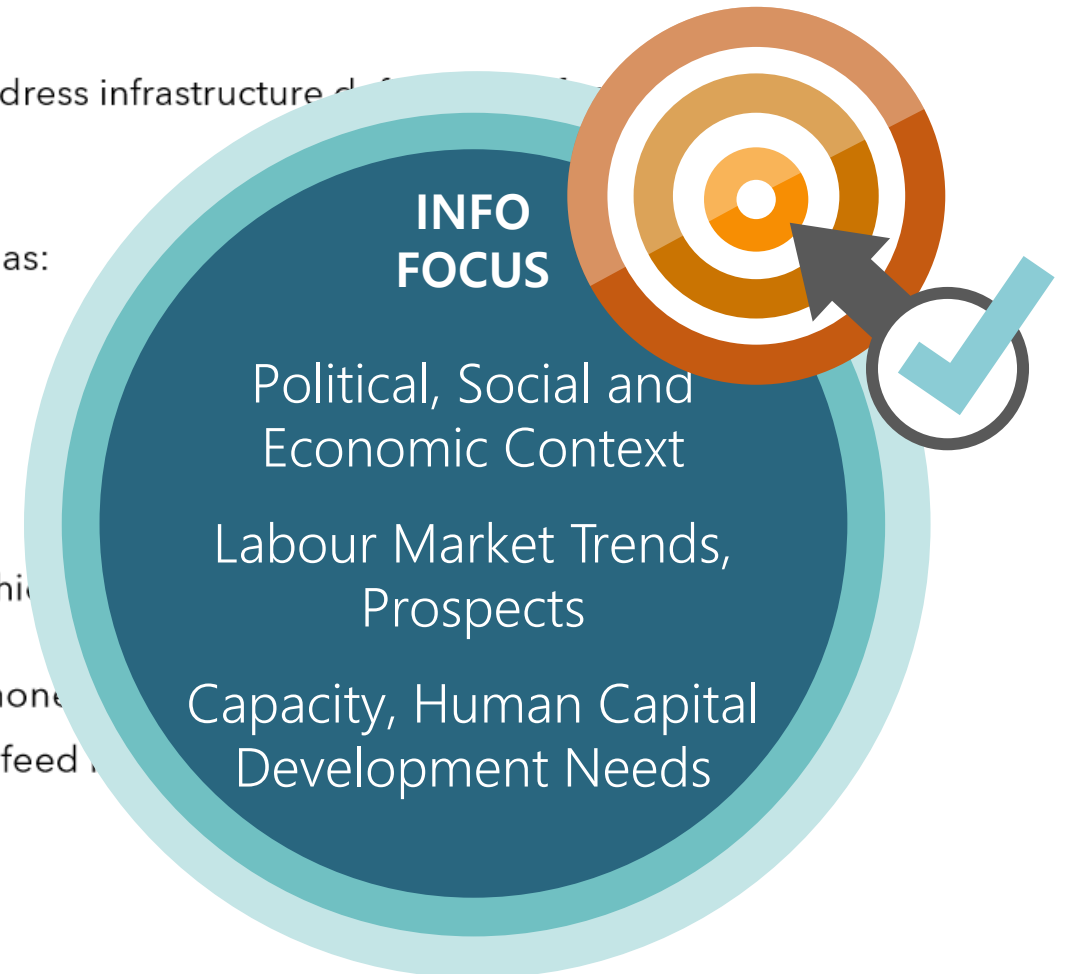 dress infrastructure
as:
INFO
FOCUS
Political, Social and
Economic Context
Labour Market Trends,
Prospects
Capacity, Human Capital
feed
Development Needs